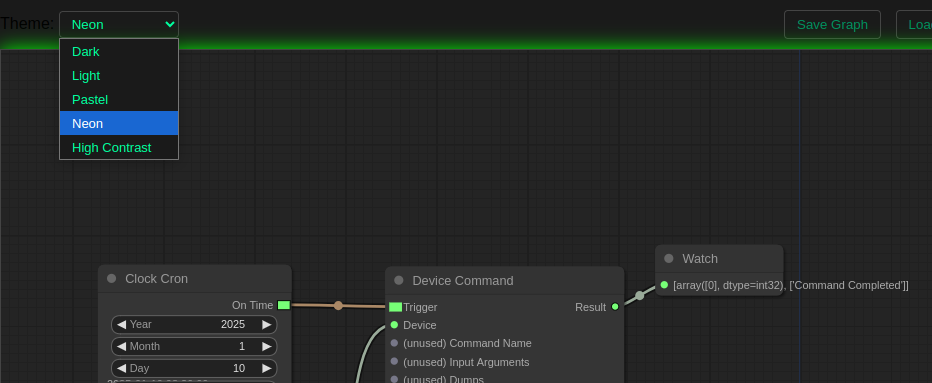 Theme: Neon Save Graph
Dark
Light
Pastel
Neon
High Contrast
Clock Cron
On Time
Year 2025
Month 1
Day 10
Device Command
Trigger Result
Device
(unused) Command Name
(unused) Input Arguments
(unused) Dumps
Watch
[array([0], dtype=int32), ['Command Completed']]